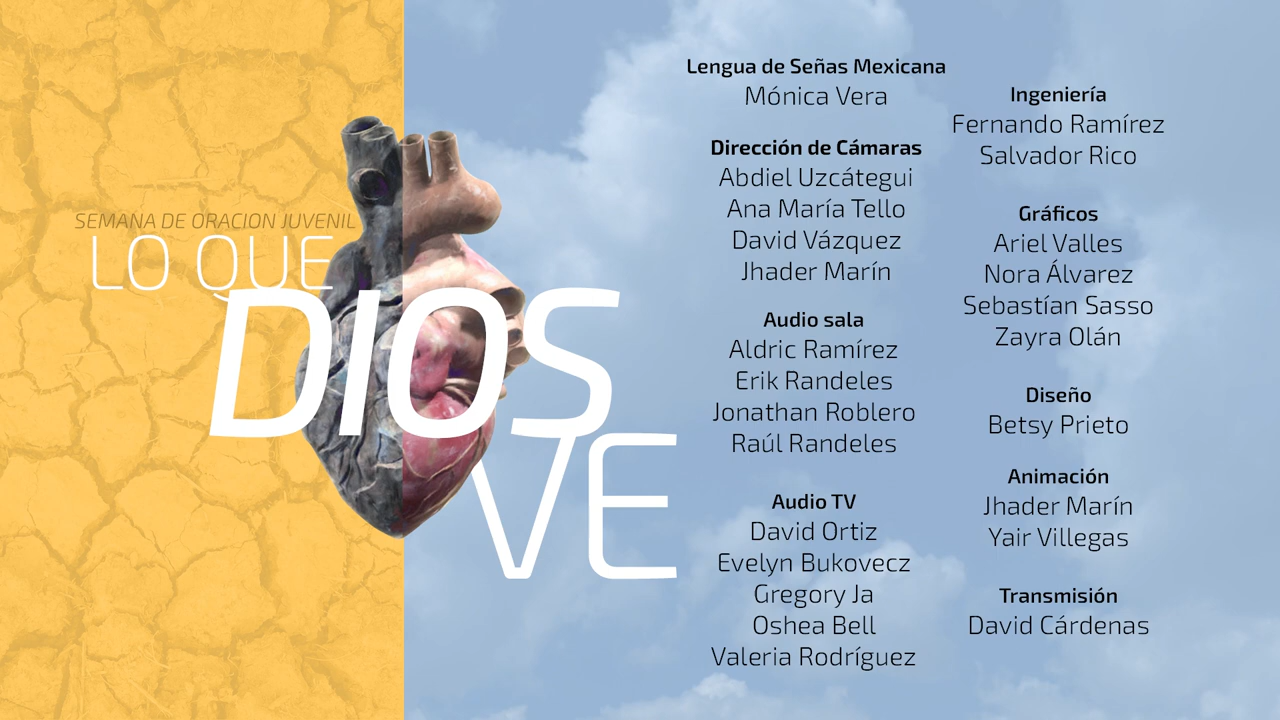 SEMANA DE ORACION JUVENIL
LO QUE
DIOS
VE
Lengua de Señas Mexicana
Mónica Vera
Dirección de Cámaras
Abdiel Uzcátegui
Ana María Tello
David Vázquez
Jhader Marín
Audio sala
Aldric Ramírez
Erik Randeles
Jonathan Roblero
Raúl Randeles
Audio TV
David Ortiz
Evelyn Bukovecz
Gregory Ja
Oshea Bell
Valeria Rodríguez
Ingeniería
Fernando Ramírez
Salvador Rico
Gráficos
Ariel Valles
Nora Álvarez
Sebastían Sasso
Zayra Olán
Diseño
Betsy Prieto
Animación
Jhader Marín
Yair Villegas
Transmisión
David Cárdenas